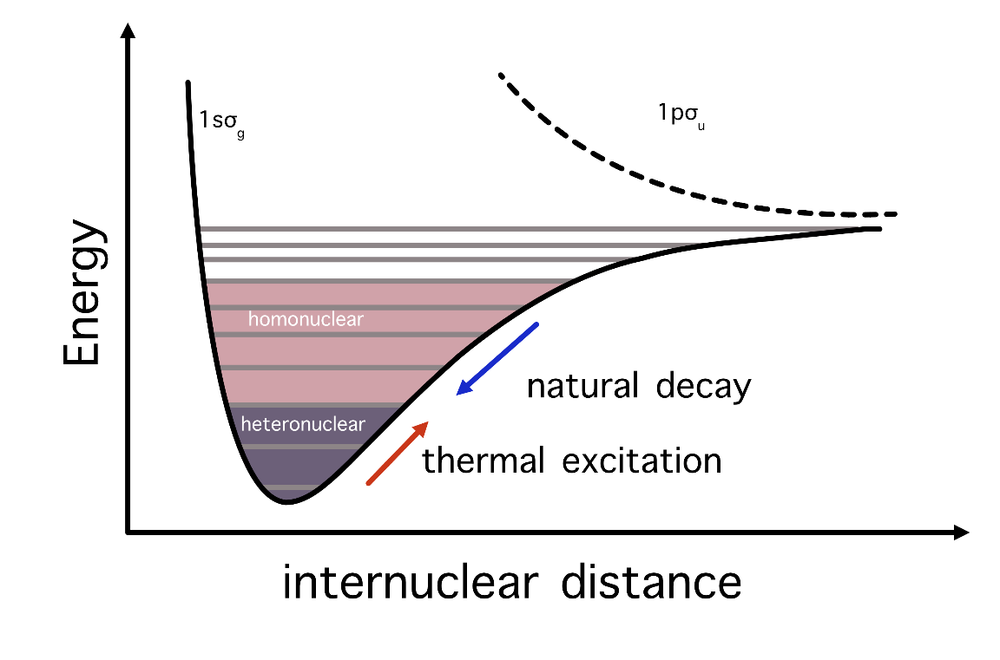 1sσg
1pσu
Energy
homonuclear
natural decay
heteronuclear
thermal excitation
internuclear distance